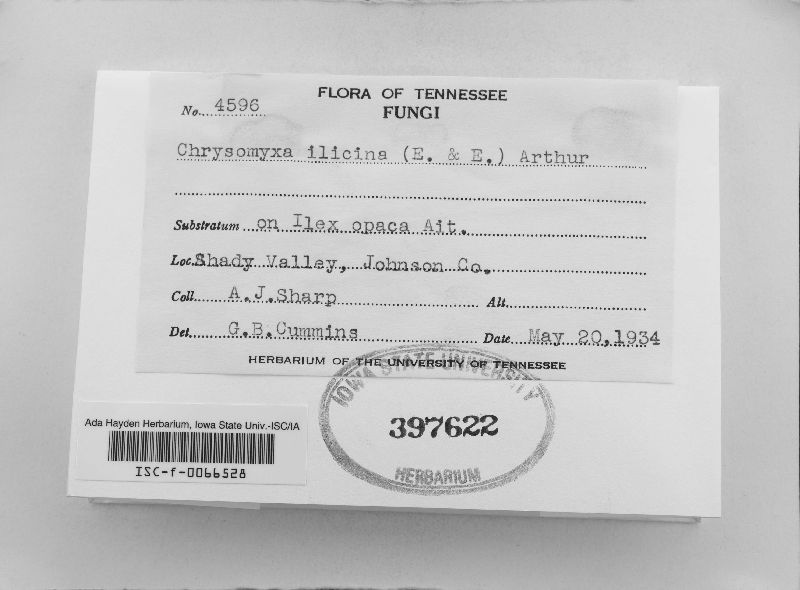 FLORA OF TENNESSEE
FUNGI
No. 4596
Chrysomyxa ilicina (E. & E.) Arthur
Substratum on Ilex opaca Ait.
Loc. Shady Valley, Johnson Co.
Coll. A.J.Sharp Alt.
Det. G.B.Cummins Date May 20,1934
HERBARIUM OF THE UNIVERSITY OF TENNESSEE
IOWA STATE UNIVERSITY
397622
HERBARIUM
Ada Hayden Herbarium, Iowa State Univ.-ISC/IA
ISC-f-0066528